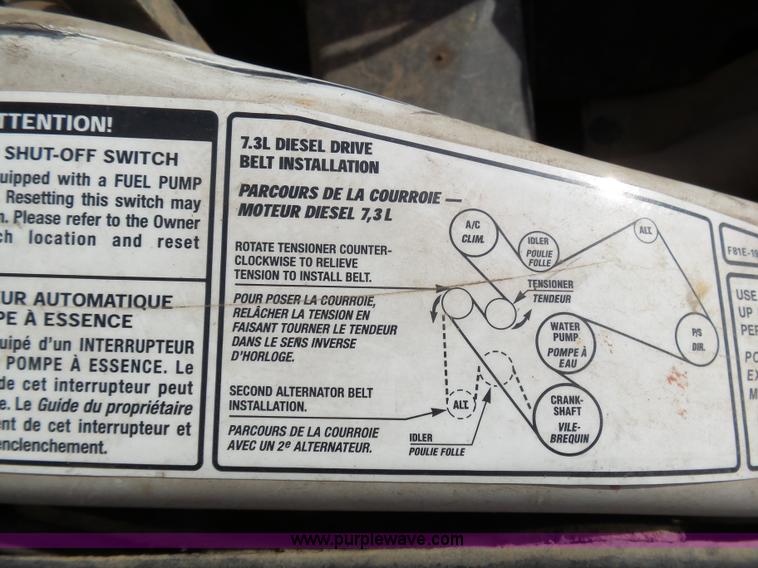 TTENTION!
SHUT-OFF SWITCH
uipped with a FUEL PUMP
Resetting this switch may
n. Please refer to the Owner
ch location and reset
UR AUTOMATIQUE
PE À ESSENCE
uipé d'un INTERRUPTEUR
POMPE À ESSENCE. Le
de cet interrupteur peut
e. Le Guide du propriétaire
ent de cet interrupteur et
enclenchement.
7.3L DIESEL DRIVE
BELT INSTALLATION
PARCOURS DE LA COURROIE —
MOTEUR DIESEL 7,3 L
ROTATE TENSIONER COUNTER-
CLOCKWISE TO RELIEVE
TENSION TO INSTALL BELT.
POUR POSER LA COURROIE,
RELÂCHER LA TENSION EN
FAISANT TOURNER LE TENDEUR
DANS LE SENS INVERSE
D'HORLOGE.
SECOND ALTERNATOR BELT
INSTALLATION.
PARCOURS DE LA COURROIE
AVEC UN 2e ALTERNATEUR.
A/C
CLIM.
IDLER
POULIE
FOLLE
ALT.
TENSIONER
TENDEUR
WATER
PUMP
POMPE À
EAU
P/S
DIR.
CRANK-
SHAFT
VILE-
BREQUIN
ALT.
IDLER
POULIE FOLLE
F81E-19
USE
UP
PER
PO
EX
M
www.purplewave.com